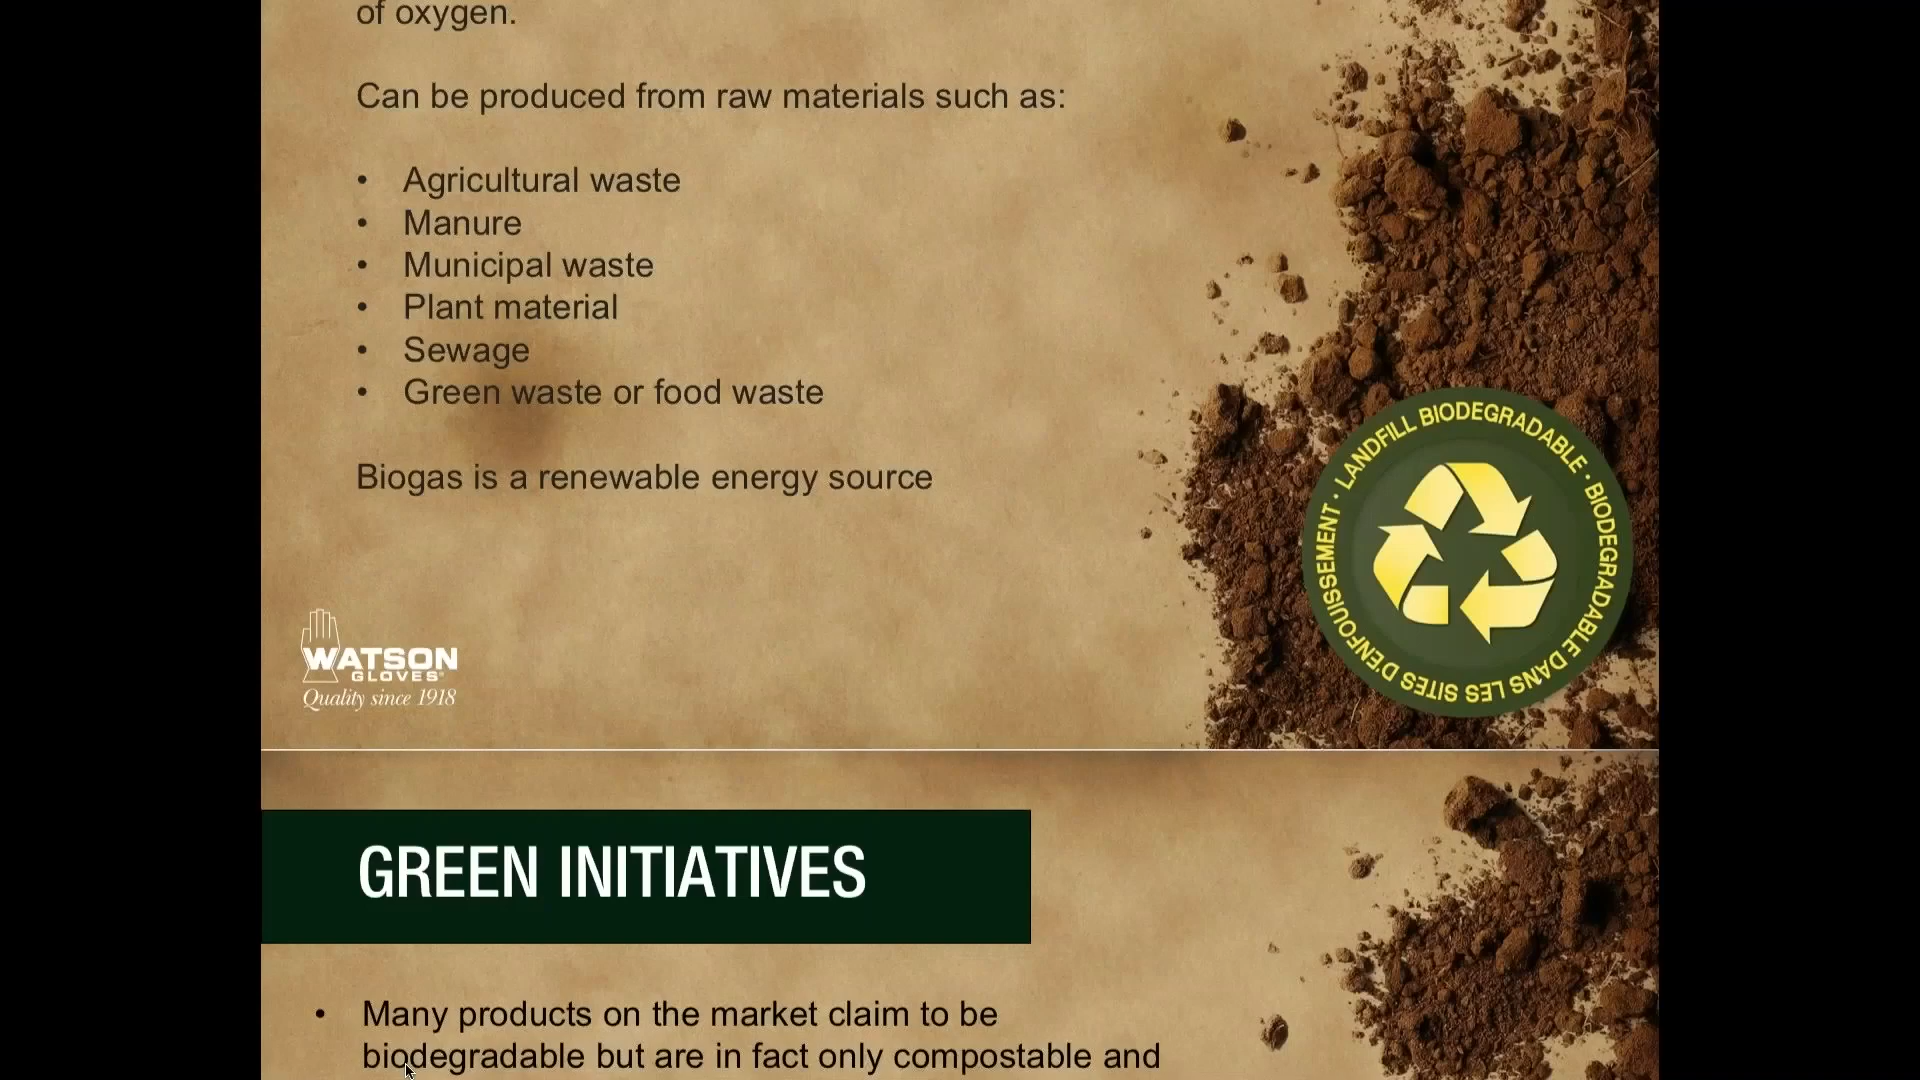 of oxygen.
Can be produced from raw materials such as:
• Agricultural waste
• Manure
• Municipal waste
• Plant material
• Sewage
• Green waste or food waste
Biogas is a renewable energy source
LANDFILL BIODEGRADABLE • BIODEGRADABLE DANS LES SITES D'ENFOUISSEMENT •
WATSON
GLOVES®
Quality since 1918
GREEN INITIATIVES
• Many products on the market claim to be
biodegradable but are in fact only compostable and